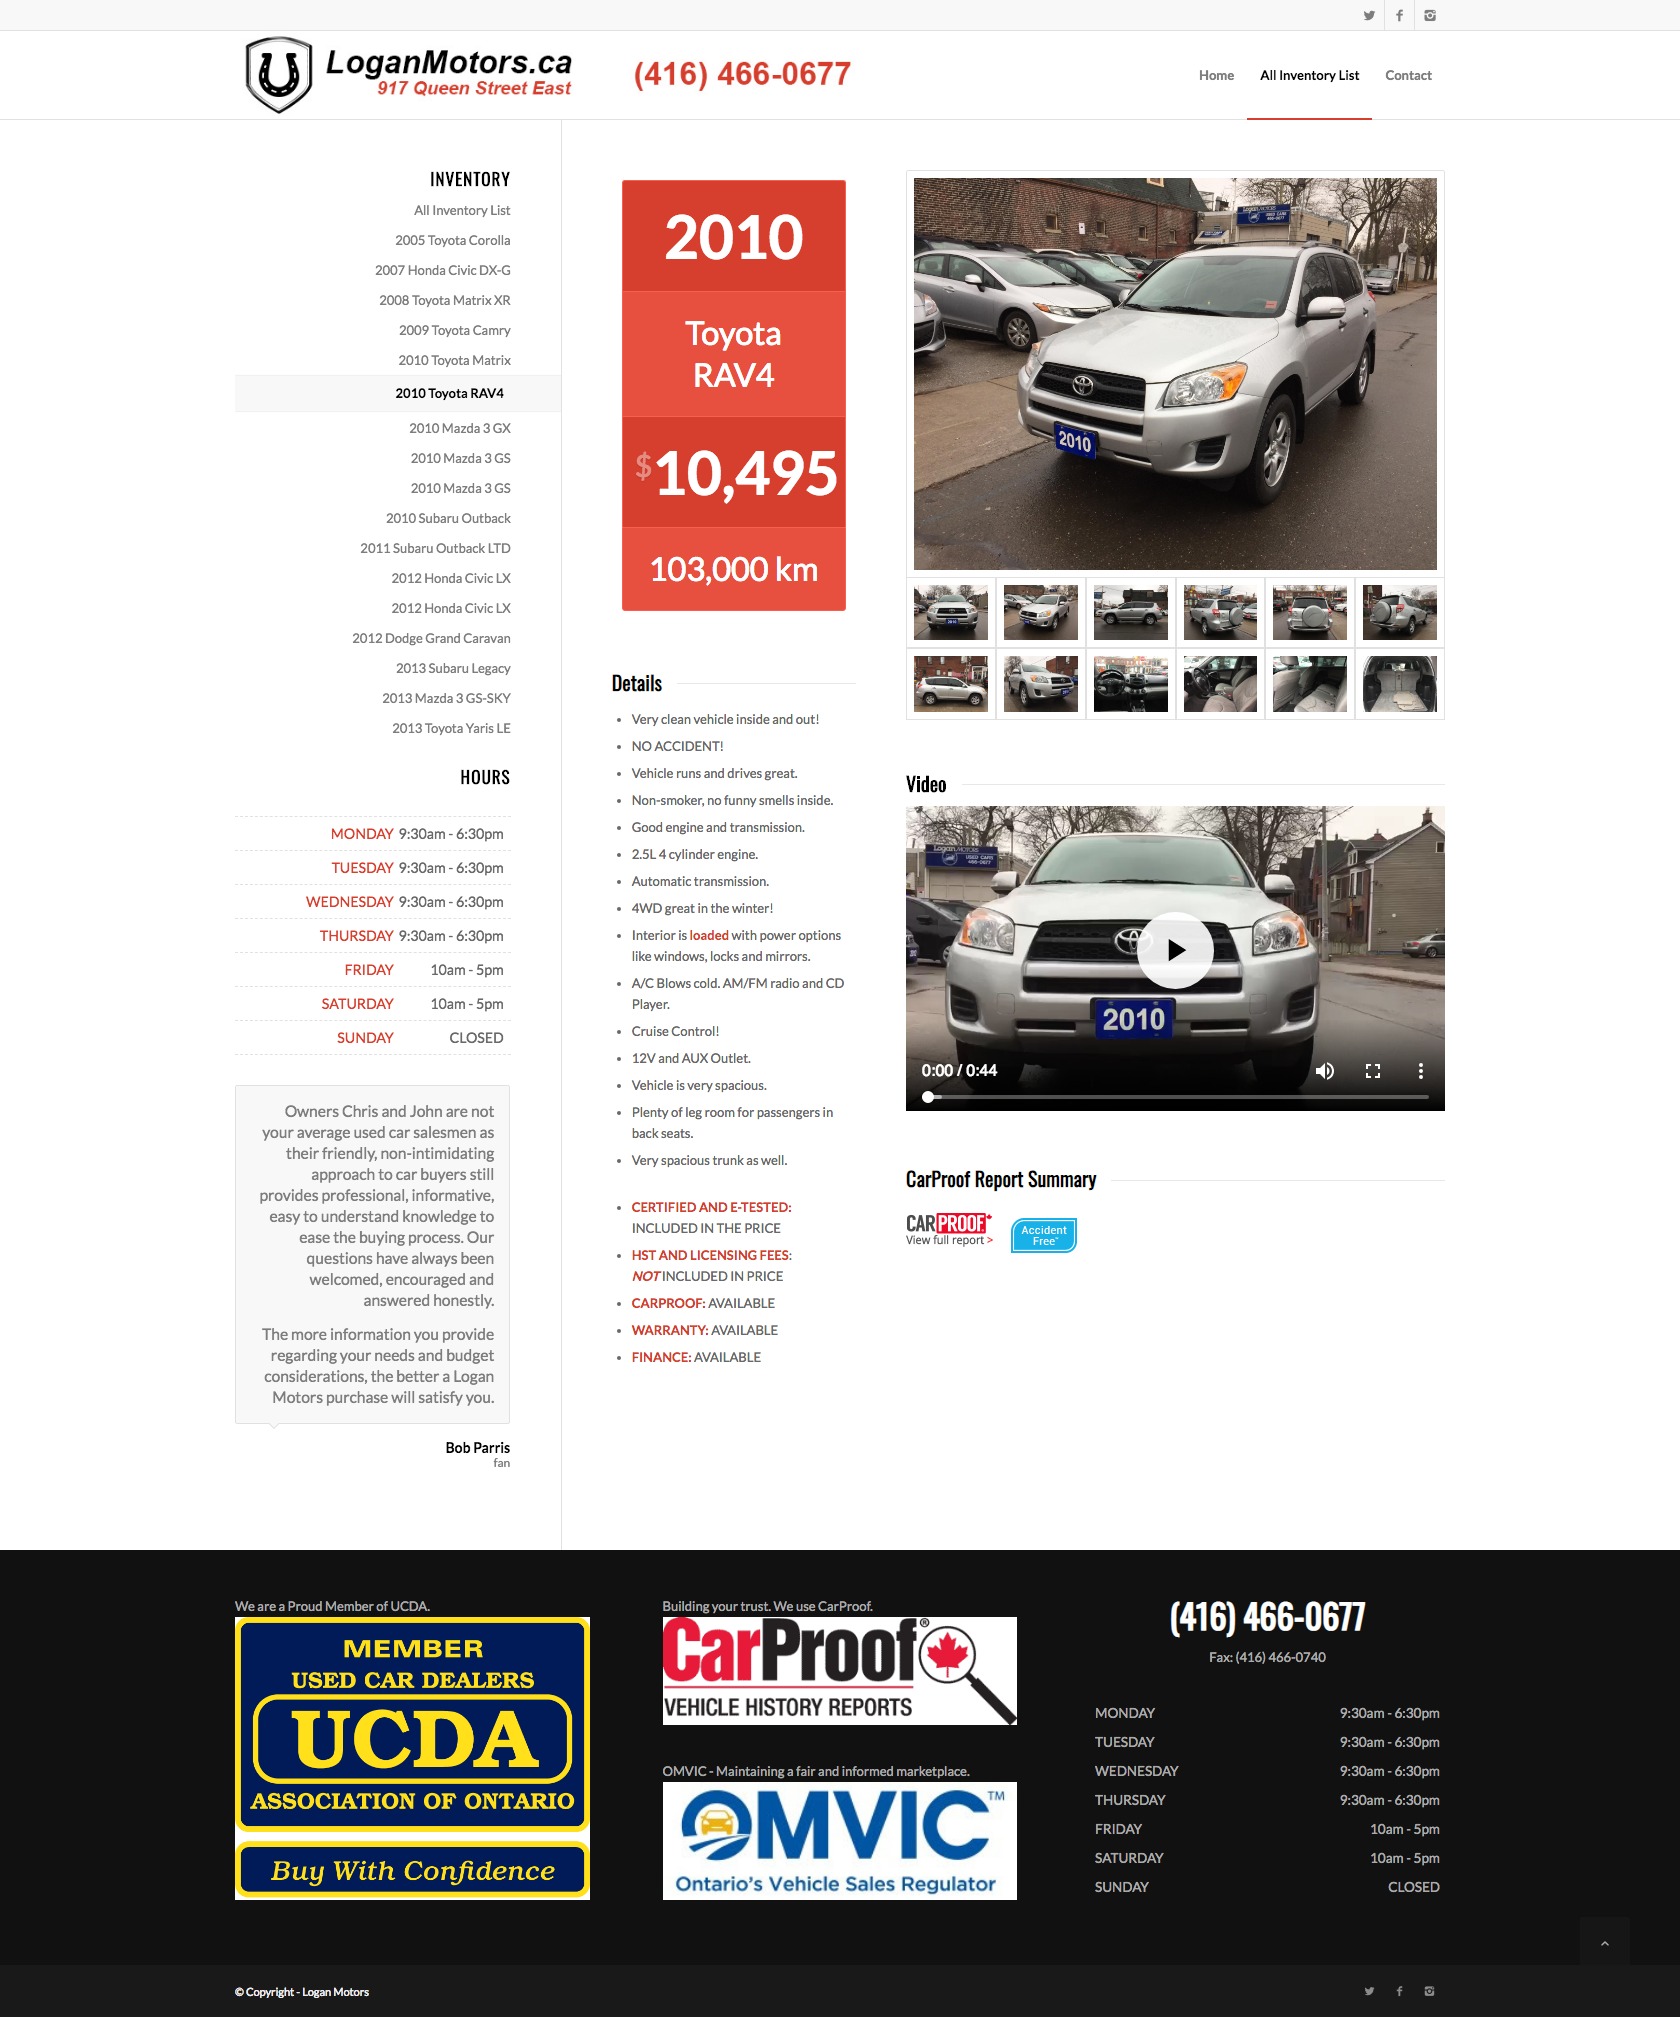 LoganMotors.ca
917 Queen Street East
(416) 466-0677
Home
All Inventory List
Contact
INVENTORY
All Inventory List
2005 Toyota Corolla
2007 Honda Civic DX-G
2008 Toyota Matrix XR
2009 Toyota Camry
2010 Toyota Matrix
2010 Toyota RAV4
2010 Mazda 3 GX
2010 Mazda 3 GS
2010 Mazda 3 GS
2010 Subaru Outback
2011 Subaru Outback LTD
2012 Honda Civic LX
2012 Honda Civic LX
2012 Dodge Grand Caravan
2013 Subaru Legacy
2013 Mazda 3 GS-SKY
2013 Toyota Yaris LE
HOURS
MONDAY 9:30am - 6:30pm
TUESDAY 9:30am - 6:30pm
WEDNESDAY 9:30am - 6:30pm
THURSDAY 9:30am - 6:30pm
FRIDAY 10am - 5pm
SATURDAY 10am - 5pm
SUNDAY CLOSED
Owners Chris and John are not
your average used car salesmen as
their friendly, non-intimidating
approach to car buyers still
provides professional, informative,
easy to understand knowledge to
ease the buying process. Our
questions have always been
welcomed, encouraged and
answered honestly.
The more information you provide
regarding your needs and budget
considerations, the better a Logan
Motors purchase will satisfy you.
Bob Parris
fan
2010
Toyota
RAV4
$10,495
103,000 km
Details
Very clean vehicle inside and out!
NO ACCIDENT!
Vehicle runs and drives great.
Non-smoker, no funny smells inside.
Good engine and transmission.
2.5L 4 cylinder engine.
Automatic transmission.
4WD great in the winter!
Interior is loaded with power options
like windows, locks and mirrors.
A/C Blows cold. AM/FM radio and CD
Player.
Cruise Control!
12V and AUX Outlet.
Vehicle is very spacious.
Plenty of leg room for passengers in
back seats.
Very spacious trunk as well.
CERTIFIED AND E-TESTED:
INCLUDED IN THE PRICE
HST AND LICENSING FEES:
NOT INCLUDED IN PRICE
CARPROOF: AVAILABLE
WARRANTY: AVAILABLE
FINANCE: AVAILABLE
LOGANMOTORS
USED CARS
466-0677
2010
Video
LOGANMOTORS
USED CARS
466-0677
2010
0:00 / 0:44
CarProof Report Summary
CARPROOF
View full report >
Accident
Free
We are a Proud Member of UCDA.
MEMBER
USED CAR DEALERS
UCDA
ASSOCIATION OF ONTARIO
Buy With Confidence
Building your trust. We use CarProof.
CarProof®
VEHICLE HISTORY REPORTS
OMVIC - Maintaining a fair and informed marketplace.
OMVIC™
Ontario's Vehicle Sales Regulator
(416) 466-0677
Fax: (416) 466-0740
MONDAY 9:30am - 6:30pm
TUESDAY 9:30am - 6:30pm
WEDNESDAY 9:30am - 6:30pm
THURSDAY 9:30am - 6:30pm
FRIDAY 10am - 5pm
SATURDAY 10am - 5pm
SUNDAY CLOSED
© Copyright - Logan Motors